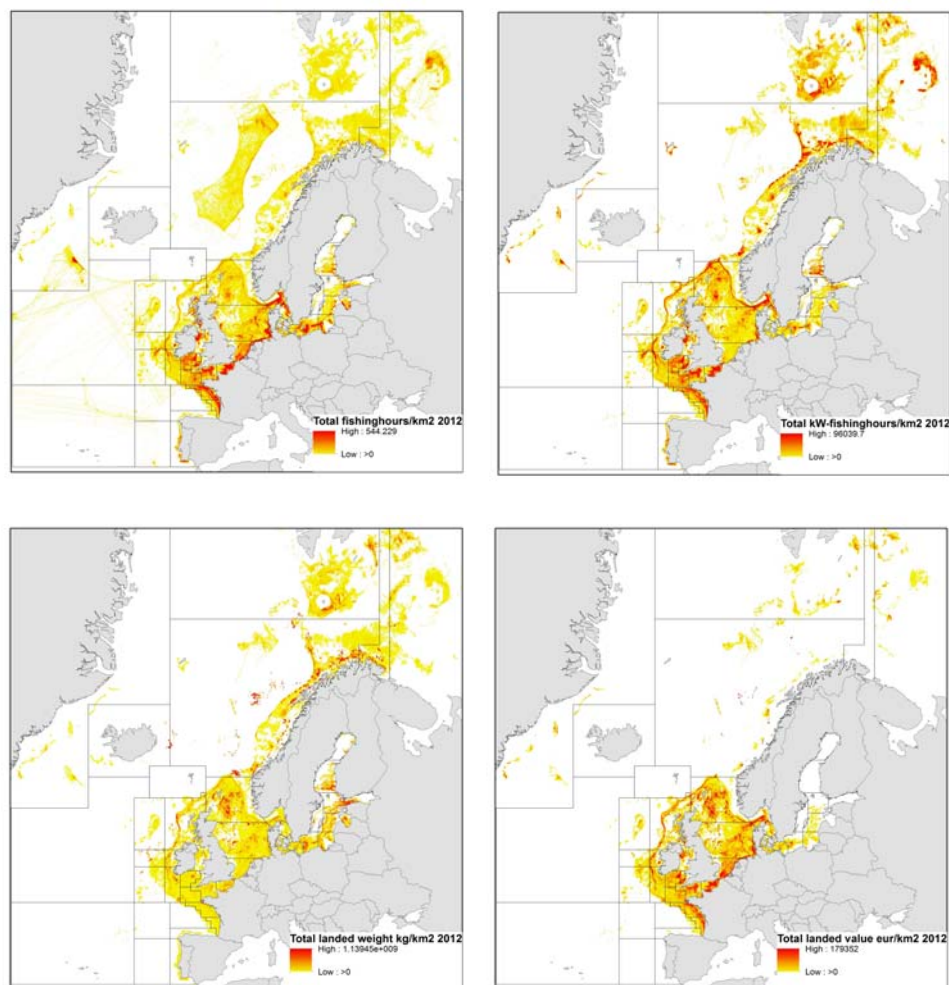 Total fishinghours/km2 2012
High : 544.229
Low : >0
Total kW-fishinghours/km2 2012
High : 96039.7
Low : >0
Total landed weight kg/km2 2012
High : 1.13945e+009
Low : >0
Total landed value eur/km2 2012
High : 179352
Low : >0